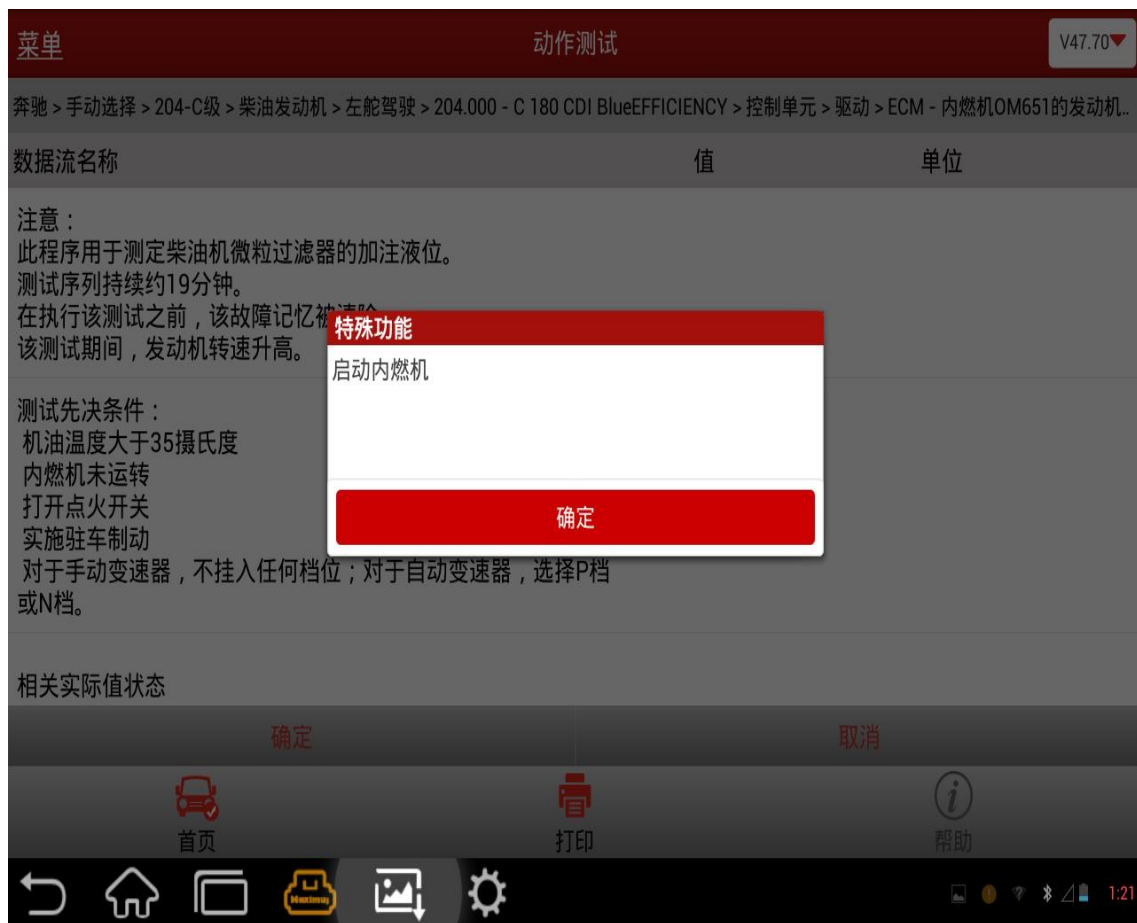 菜单
动作测试
V47.70
奔驰 > 手动选择 > 204-C级 > 柴油发动机 > 左舵驾驶 > 204.000 - C 180 CDI BlueEFFICIENCY > 控制单元 > 驱动 > ECM - 内燃机OM651的发动机..
数据流名称 值 单位
注意：
此程序用于测定柴油机微粒过滤器的加注液位。
测试序列持续约19分钟。
在执行该测试之前，该故障记忆被清除
该测试期间，发动机转速升高。
特殊功能
启动内燃机
确定
测试先决条件：
机油温度大于35摄氏度
内燃机未运转
打开点火开关
实施驻车制动
对于手动变速器，不挂入任何档位；对于自动变速器，选择P档
或N档。
相关实际值状态
确定 取消
首页 打印 帮助
Maximus
1:21